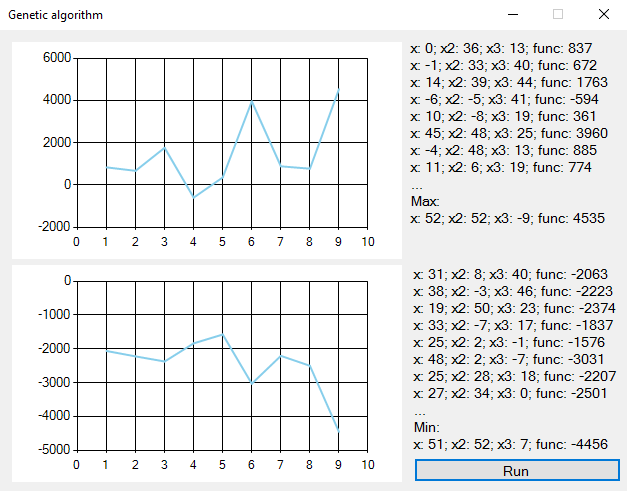 Genetic algorithm
6000
4000
2000
0
-2000
0 1 2 3 4 5 6 7 8 9 10
x: 0; x2: 36; x3: 13; func: 837
x: -1; x2: 33; x3: 40; func: 672
x: 14; x2: 39; x3: 44; func: 1763
x: -6; x2: -5; x3: 41; func: -594
x: 10; x2: -8; x3: 19; func: 361
x: 45; x2: 48; x3: 25; func: 3960
x: -4; x2: 48; x3: 13; func: 885
x: 11; x2: 6; x3: 19; func: 774
...
Max:
x: 52; x2: 52; x3: -9; func: 4535
0
-1000
-2000
-3000
-4000
-5000
0 1 2 3 4 5 6 7 8 9 10
x: 31; x2: 8; x3: 40; func: -2063
x: 38; x2: -3; x3: 46; func: -2223
x: 19; x2: 50; x3: 23; func: -2374
x: 33; x2: -7; x3: 17; func: -1837
x: 25; x2: 2; x3: -1; func: -1576
x: 48; x2: 2; x3: -7; func: -3031
x: 25; x2: 28; x3: 18; func: -2207
x: 27; x2: 34; x3: 0; func: -2501
...
Min:
x: 51; x2: 52; x3: 7; func: -4456
Run